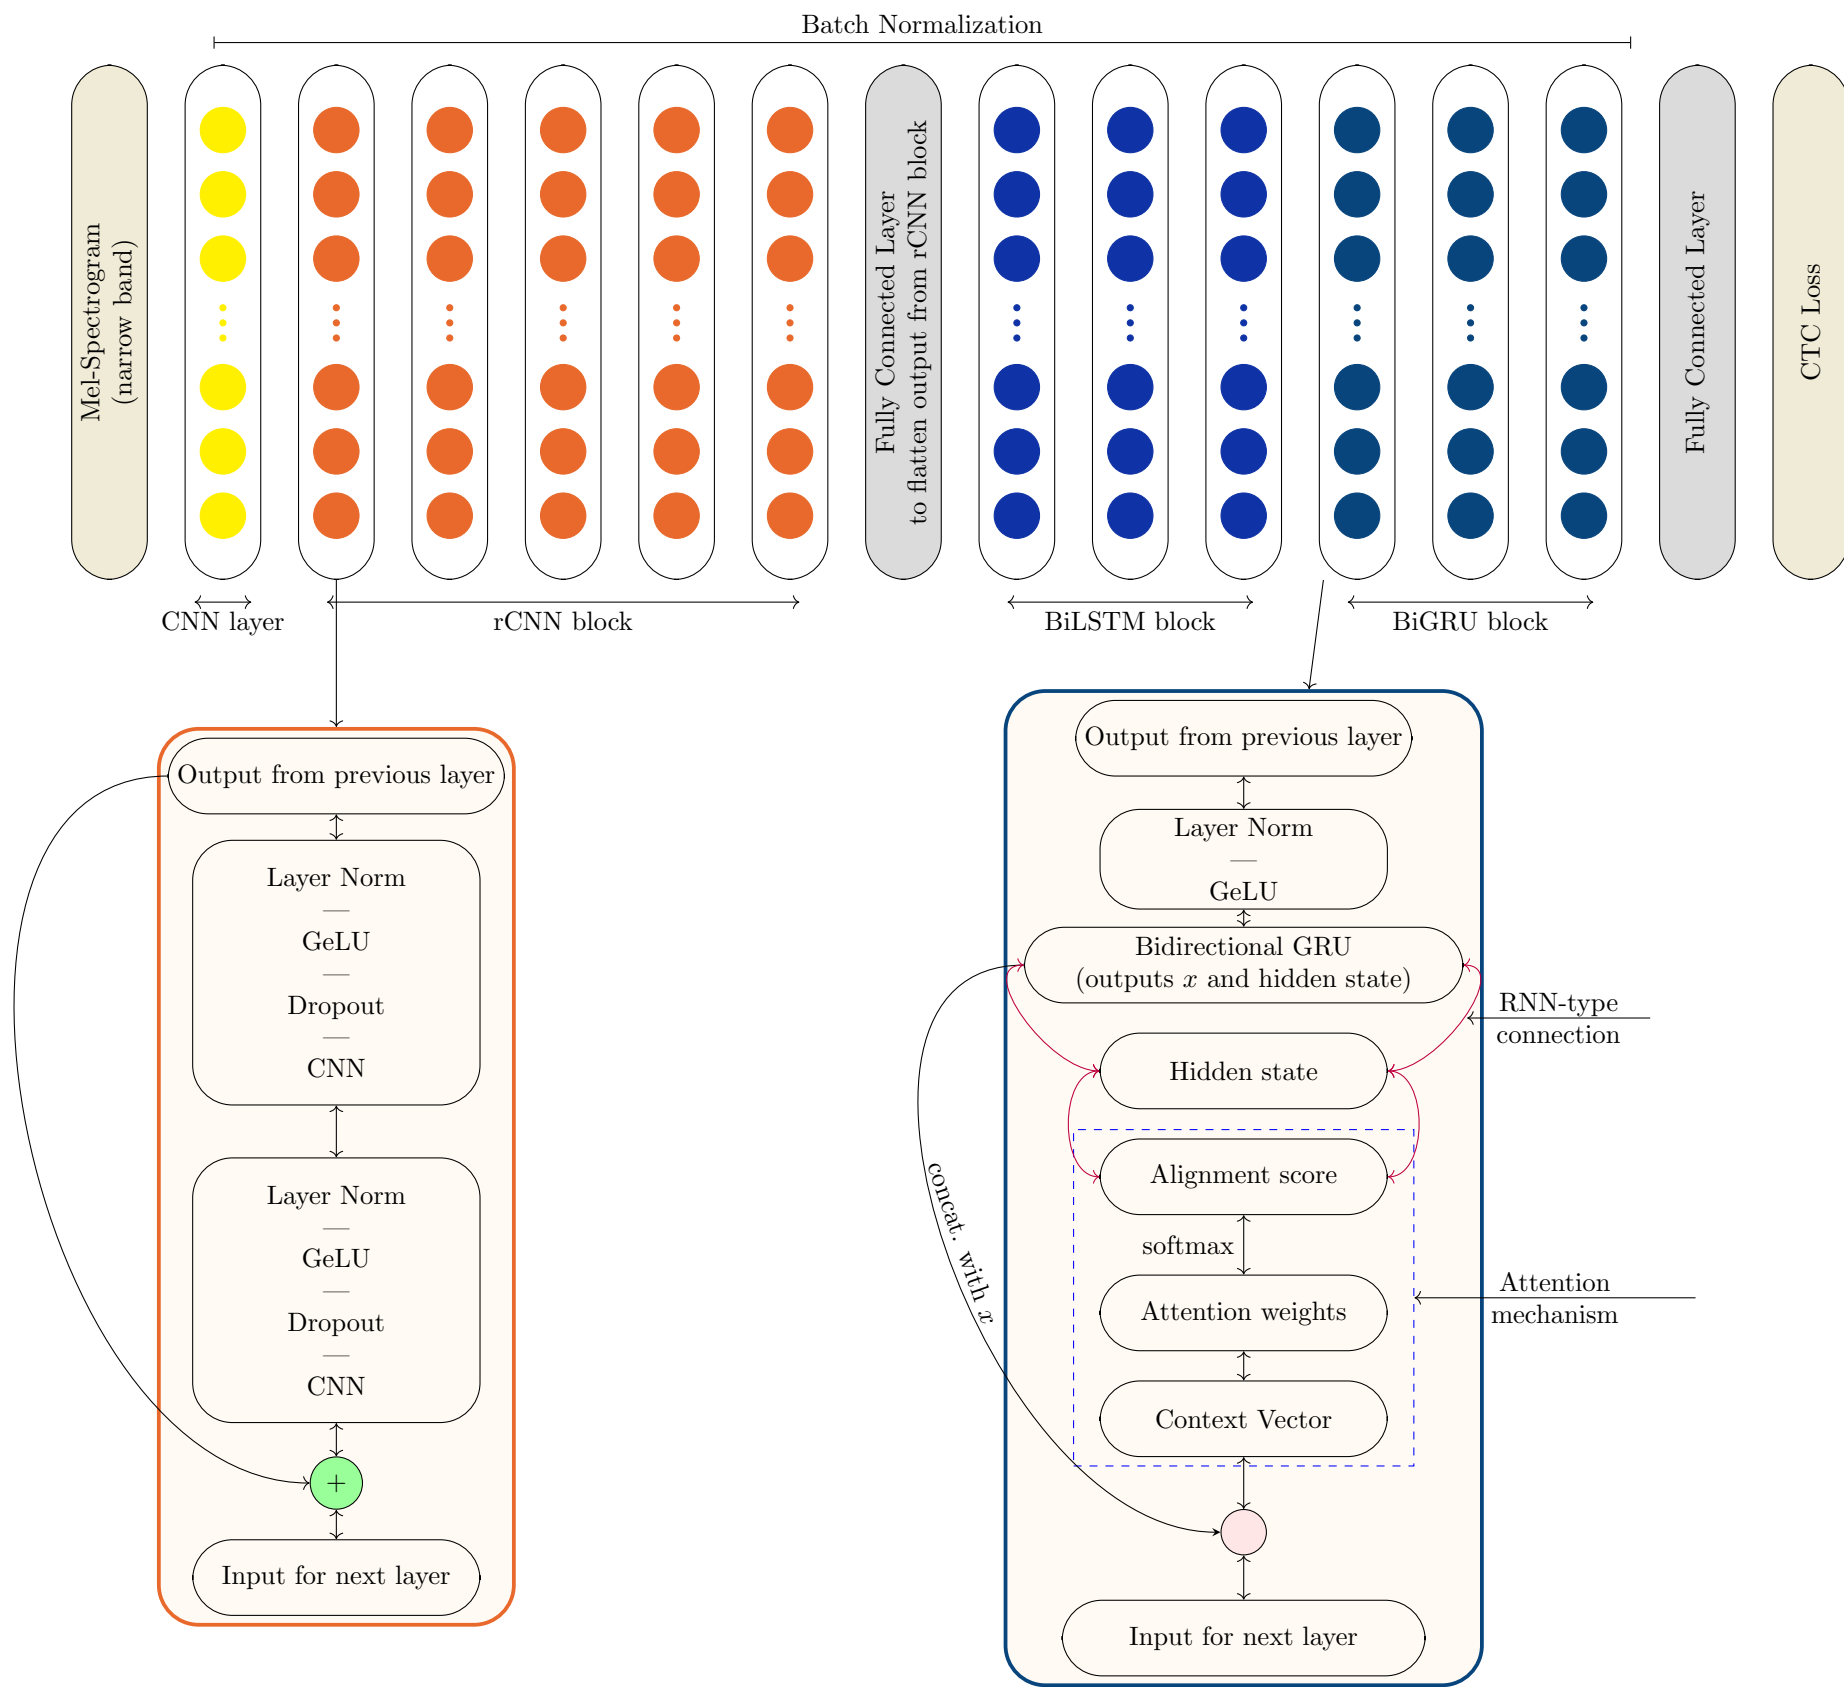 Batch Normalization
Mel-Spectrogram
(narrow band)
Fully Connected Layer
to flatten output from rCNN block
Fully Connected Layer
CTC Loss
CNN layer
rCNN block
BiLSTM block
BiGRU block
Output from previous layer
Layer Norm
—
GeLU
—
Dropout
—
CNN
Layer Norm
—
GeLU
—
Dropout
—
CNN
+
Input for next layer
Output from previous layer
Layer Norm
—
GeLU
Bidirectional GRU
(outputs x and hidden state)
RNN-type
connection
Hidden state
Alignment score
softmax
concat. with x
Attention weights
Attention
mechanism
Context Vector
Input for next layer